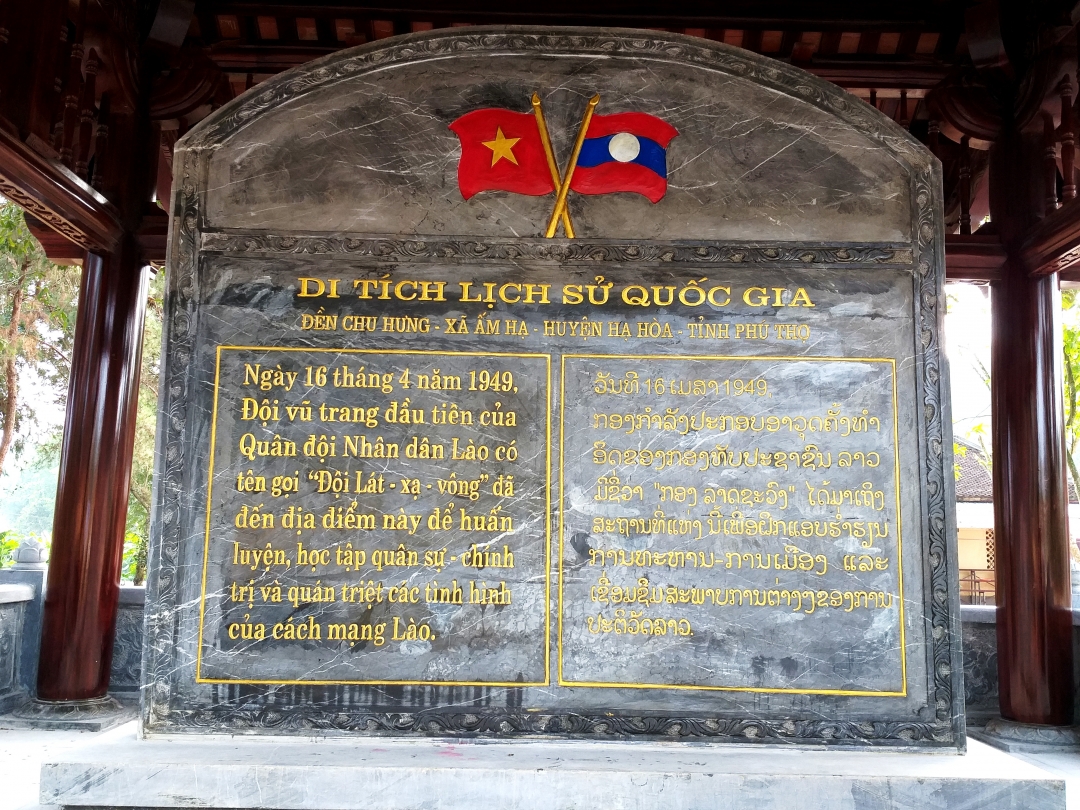 DI TÍCH LỊCH SỬ QUỐC GIA
ĐỀN CHU HƯNG - XÃ ẤM HẠ - HUYỆN HẠ HÒA - TỈNH PHÚ THỌ
Ngày 16 tháng 4 năm 1949,
Đội vũ trang đầu tiên của
Quân đội Nhân dân Lào có
tên gọi "Đội Lát - xạ - vông" đã
đến địa điểm này để huấn
luyện, học tập quân sự - chính
trị và quán triệt các tình hình
của cách mạng Lào.
ວັນທີ 16 ເມສາ 1949,
ກອງກຳລັງປະກອບອາວຸດຄັ້ງທຳ
ອິດຂອງກອງທັບປະຊາຊົນ ລາວ
ມີຊື່ວ່າ "ກອງ ລາດຊະວົງ" ໄດ້ມາເຖິງ
ສະຖານທີ່ແຫ່ງ ນີ້ເພື່ອຝຶກແອບຮ່ຳຮຽນ
ການທະຫານ-ການເມືອງ ແລະ
ເຊື່ອມຊຶມ ສະພາບການຕ່າງໆຂອງການ
ປະຕິວັດລາວ.